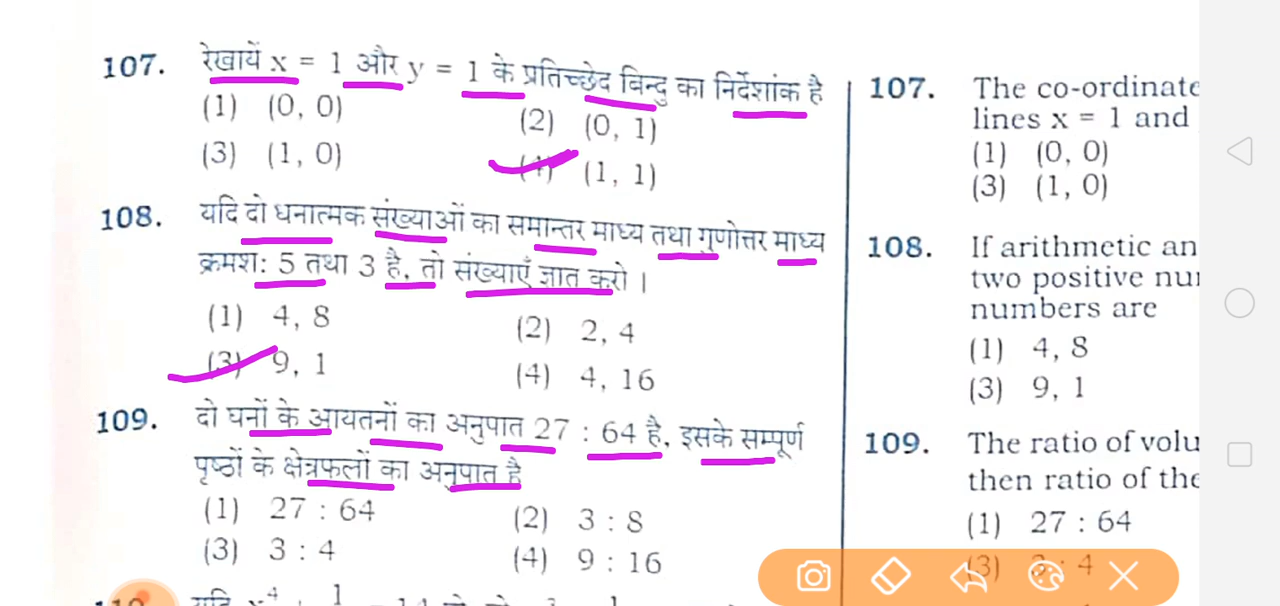 107. रेखायें x = 1 और y = 1 के प्रतिच्छेद विन्दु का निर्देशांक है
(1) (0, 0)
(2) (0, 1)
(3) (1, 0)
(4) (1, 1)
108. यदि दो धनात्मक संख्याओं का समान्तर माध्य तथा गुणोत्तर माध्य
क्रमशः 5 तथा 3 है, तो संख्याएँ ज्ञात करो ।
(1) 4, 8
(2) 2, 4
(3) 9, 1
(4) 4, 16
109. दो घनों के आयतनों का अनुपात 27 : 64 है, इसके सम्पूर्ण
पृष्ठों के क्षेत्रफलों का अनुपात है
(1) 27 : 64
(2) 3 : 8
(3) 3 : 4
(4) 9 : 16
107. The co-ordinate
lines x = 1 and
(1) (0, 0)
(3) (1, 0)
108. If arithmetic an
two positive nu
numbers are
(1) 4, 8
(3) 9, 1
109. The ratio of volu
then ratio of the
(1) 27 : 64
(3) 3 : 4